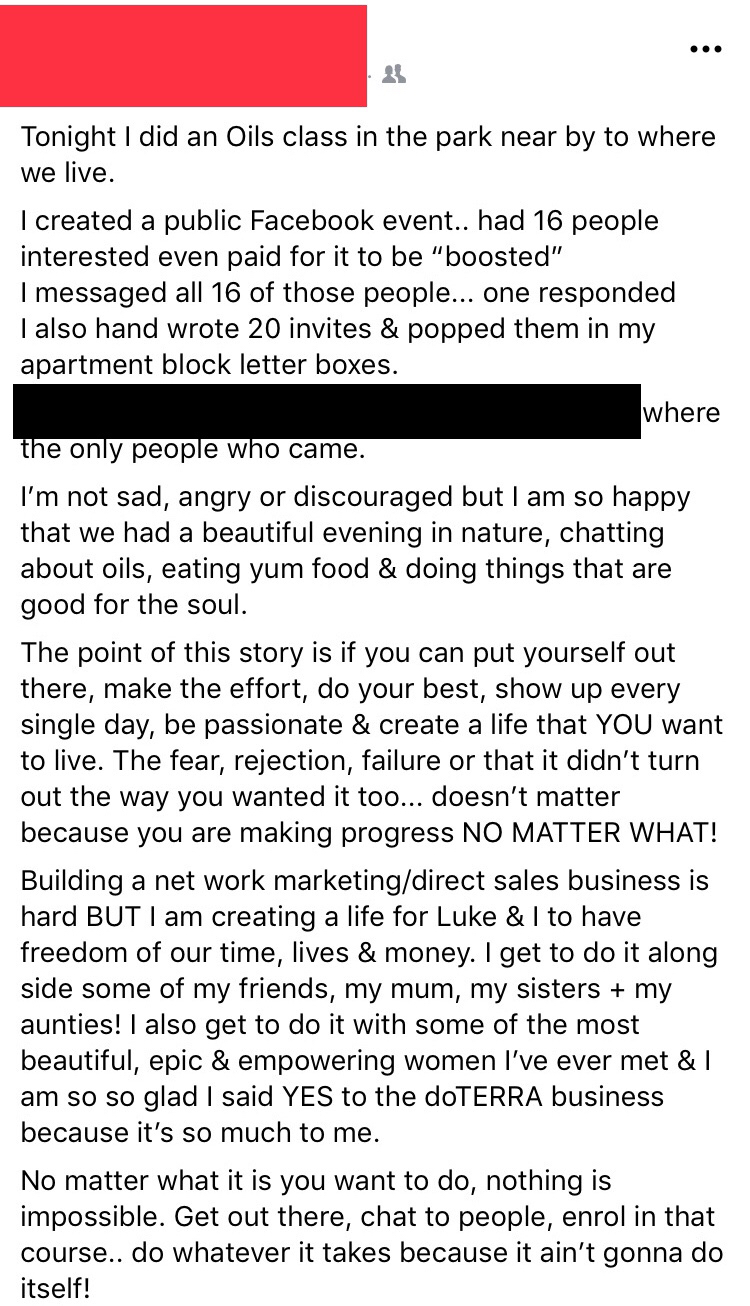 Tonight I did an Oils class in the park near by to where
we live.
I created a public Facebook event.. had 16 people
interested even paid for it to be “boosted”
I messaged all 16 of those people... one responded
I also hand wrote 20 invites & popped them in my
apartment block letter boxes.
where
the only people who came.
I’m not sad, angry or discouraged but I am so happy
that we had a beautiful evening in nature, chatting
about oils, eating yum food & doing things that are
good for the soul.
The point of this story is if you can put yourself out
there, make the effort, do your best, show up every
single day, be passionate & create a life that YOU want
to live. The fear, rejection, failure or that it didn’t turn
out the way you wanted it too... doesn’t matter
because you are making progress NO MATTER WHAT!
Building a net work marketing/direct sales business is
hard BUT I am creating a life for Luke & I to have
freedom of our time, lives & money. I get to do it along
side some of my friends, my mum, my sisters + my
aunties! I also get to do it with some of the most
beautiful, epic & empowering women I’ve ever met & I
am so so glad I said YES to the doTERRA business
because it’s so much to me.
No matter what it is you want to do, nothing is
impossible. Get out there, chat to people, enrol in that
course.. do whatever it takes because it ain’t gonna do
itself!